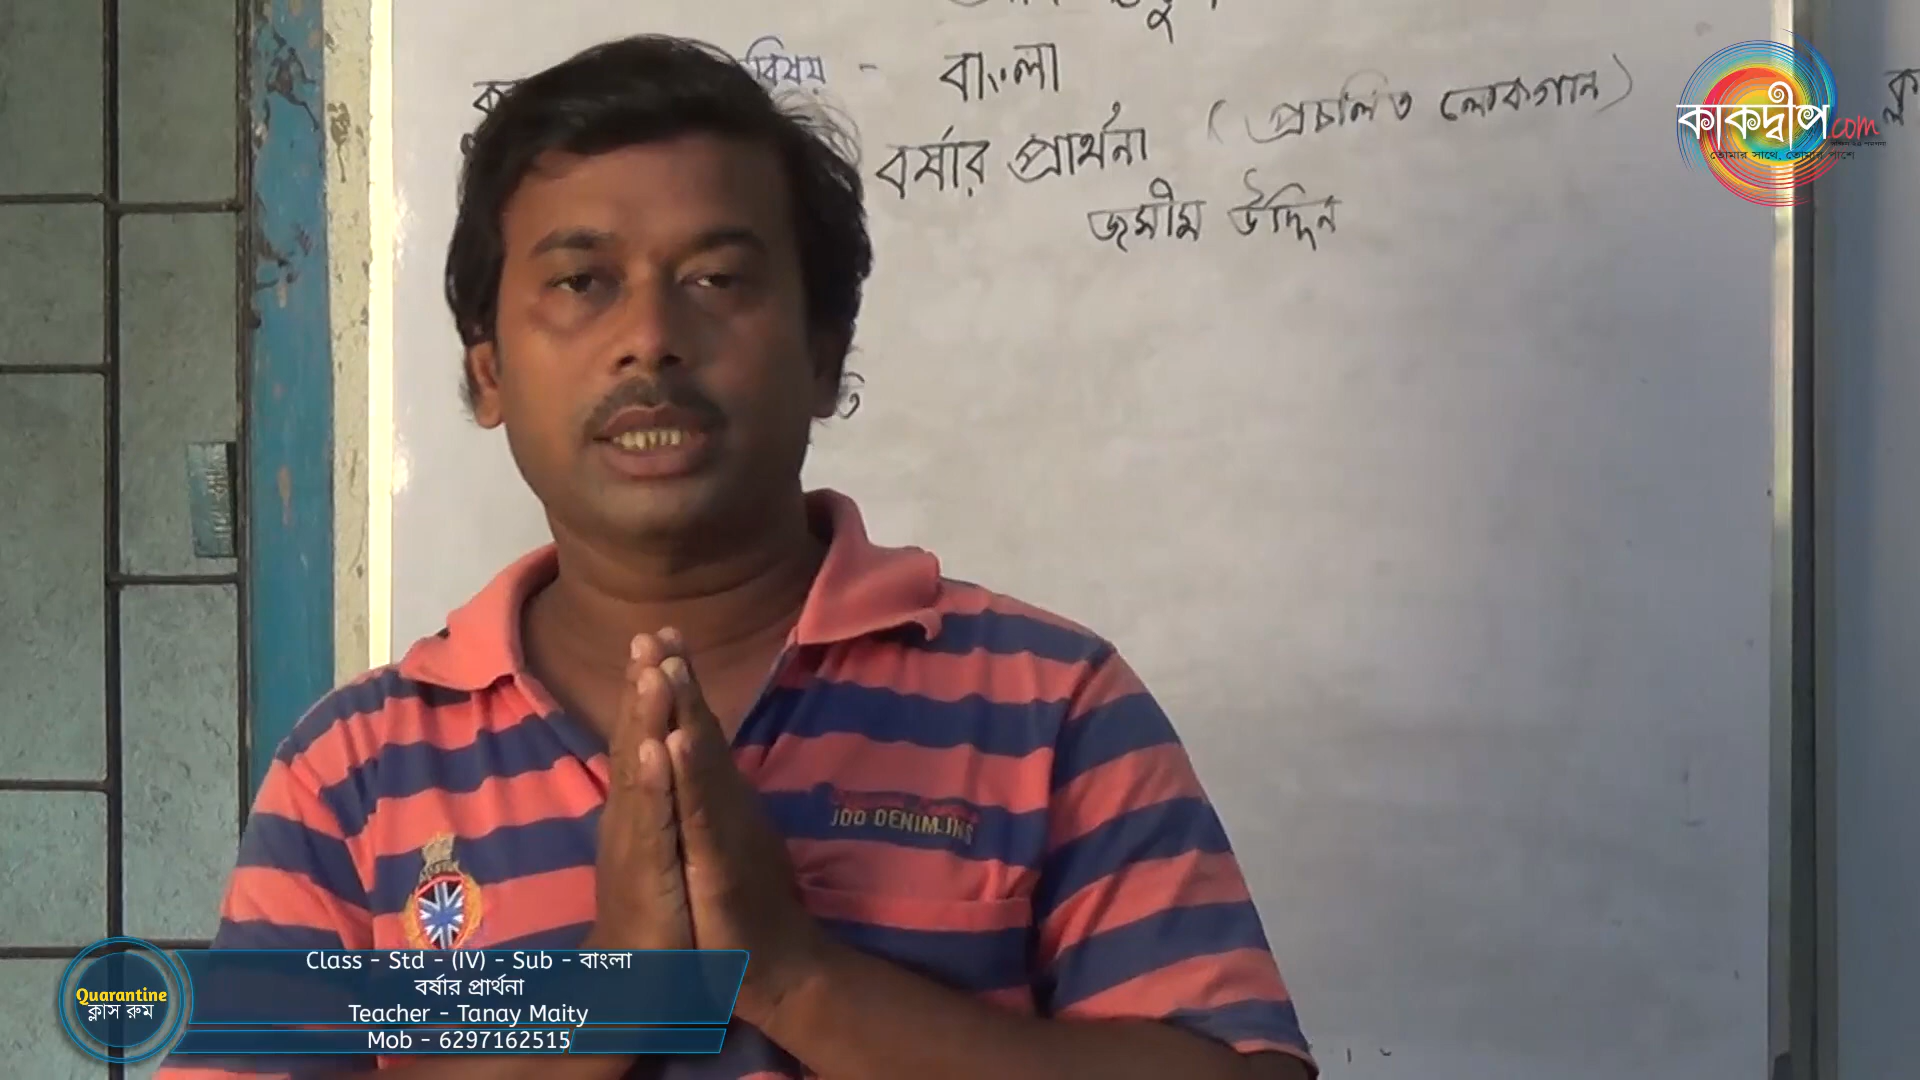 বিষয় - বাংলা
বর্ষার প্রার্থনা ( প্রচলিত লোকগান )
জসীম উদ্দিন
কাকদ্বীপ.com
তোমার সাথে, তোমার পাশে
JOO DENIM JNS
Class - Std - (IV) - Sub - বাংলা
বর্ষার প্রার্থনা
Teacher - Tanay Maity
Mob - 6297162515
Quarantine
ক্লাস রুম